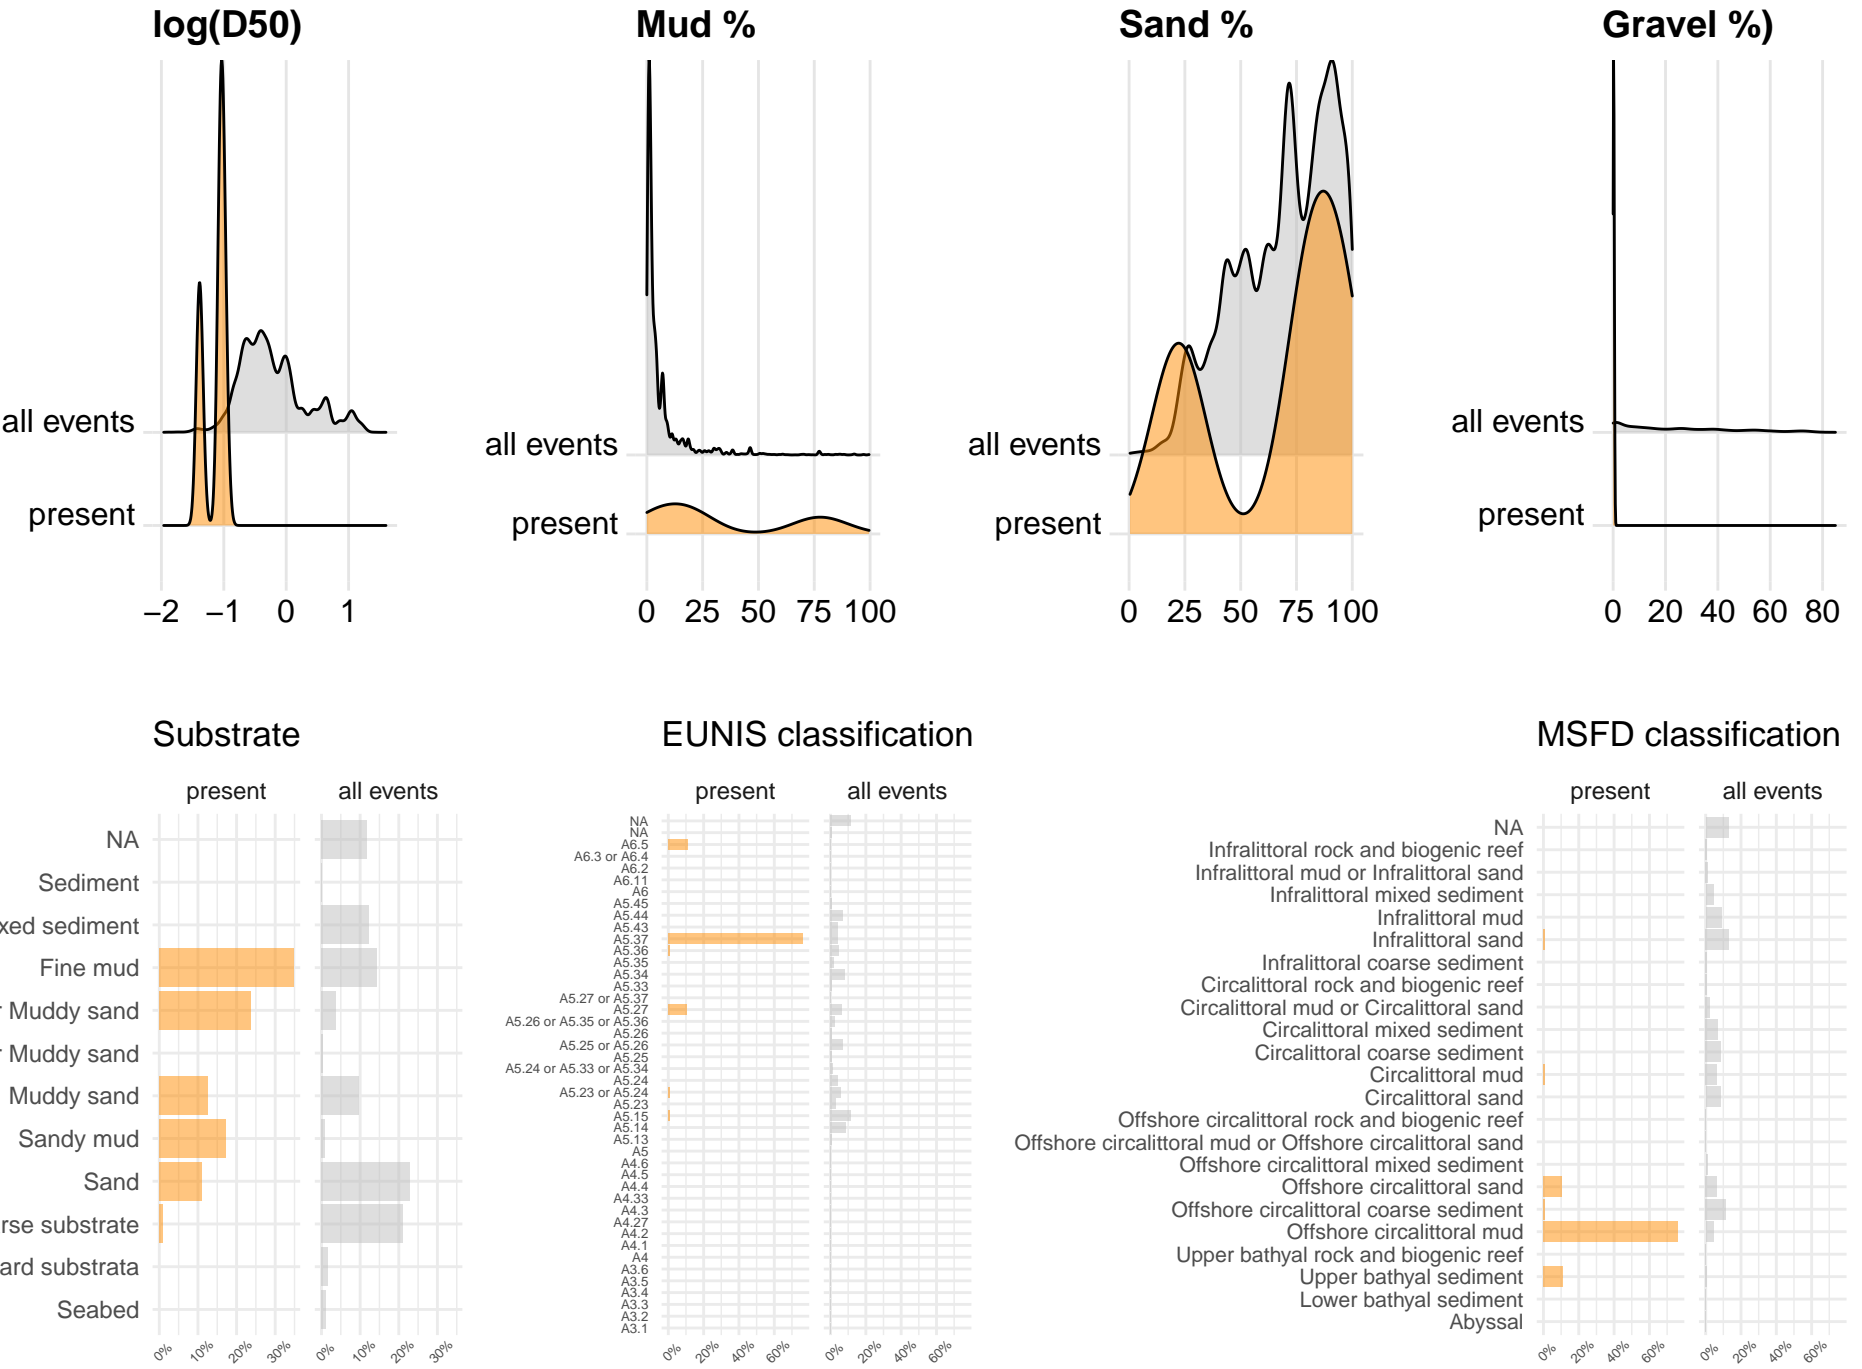 log(D50)
Mud %
Sand %
Gravel %)
all events
present
−2 −1 0 1
all events
present
0 25 50 75 100
all events
present
0 25 50 75 100
all events
present
0 20 40 60 80
Substrate
present all events
NA
Sediment
xed sediment
Fine mud
r Muddy sand
r Muddy sand
Muddy sand
Sandy mud
Sand
rse substrate
ard substrata
Seabed
0% 10% 20% 30% 0% 10% 20% 30%
EUNIS classification
present all events
NA
NA
A6.5
A6.3 or A6.4
A6.2
A6.11
A6
A5.45
A5.44
A5.43
A5.37
A5.36
A5.35
A5.34
A5.33
A5.27 or A5.37
A5.27
A5.26 or A5.35 or A5.36
A5.26
A5.25 or A5.26
A5.25
A5.24 or A5.33 or A5.34
A5.24
A5.23 or A5.24
A5.23
A5.15
A5.14
A5.13
A5
A4.6
A4.5
A4.4
A4.33
A4.3
A4.27
A4.2
A4.1
A4
A3.6
A3.5
A3.4
A3.3
A3.2
A3.1
0% 20% 40% 60% 0% 20% 40% 60%
MSFD classification
present all events
NA
Infralittoral rock and biogenic reef
Infralittoral mud or Infralittoral sand
Infralittoral mixed sediment
Infralittoral mud
Infralittoral sand
Infralittoral coarse sediment
Circalittoral rock and biogenic reef
Circalittoral mud or Circalittoral sand
Circalittoral mixed sediment
Circalittoral coarse sediment
Circalittoral mud
Circalittoral sand
Offshore circalittoral rock and biogenic reef
Offshore circalittoral mud or Offshore circalittoral sand
Offshore circalittoral mixed sediment
Offshore circalittoral sand
Offshore circalittoral coarse sediment
Offshore circalittoral mud
Upper bathyal rock and biogenic reef
Upper bathyal sediment
Lower bathyal sediment
Abyssal
0% 20% 40% 60% 0% 20% 40% 60%